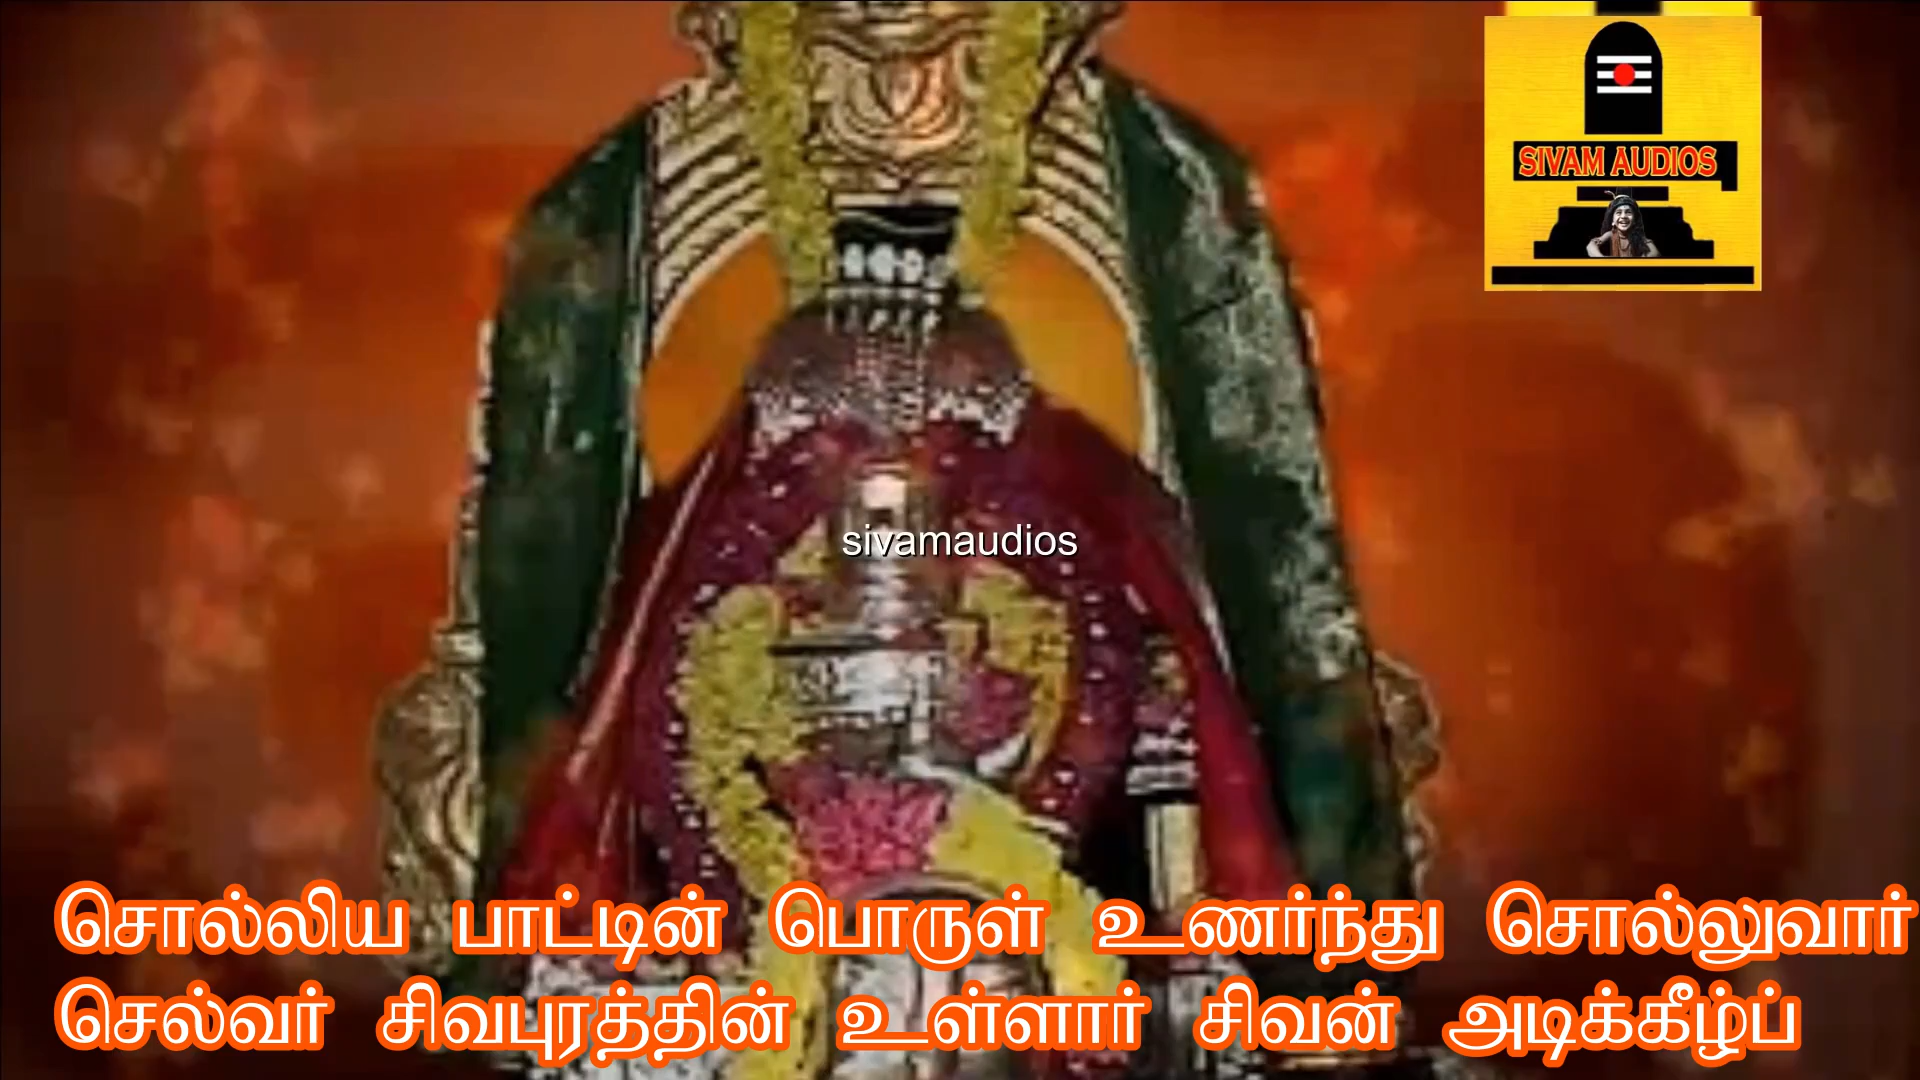 SIVAM AUDIOS
sivamaudios
சொல்லிய பாட்டின் பொருள் உணர்ந்து சொல்லுவார்
செல்வர் சிவபுரத்தின் உள்ளார் சிவன் அடிக்கீழ்ப்